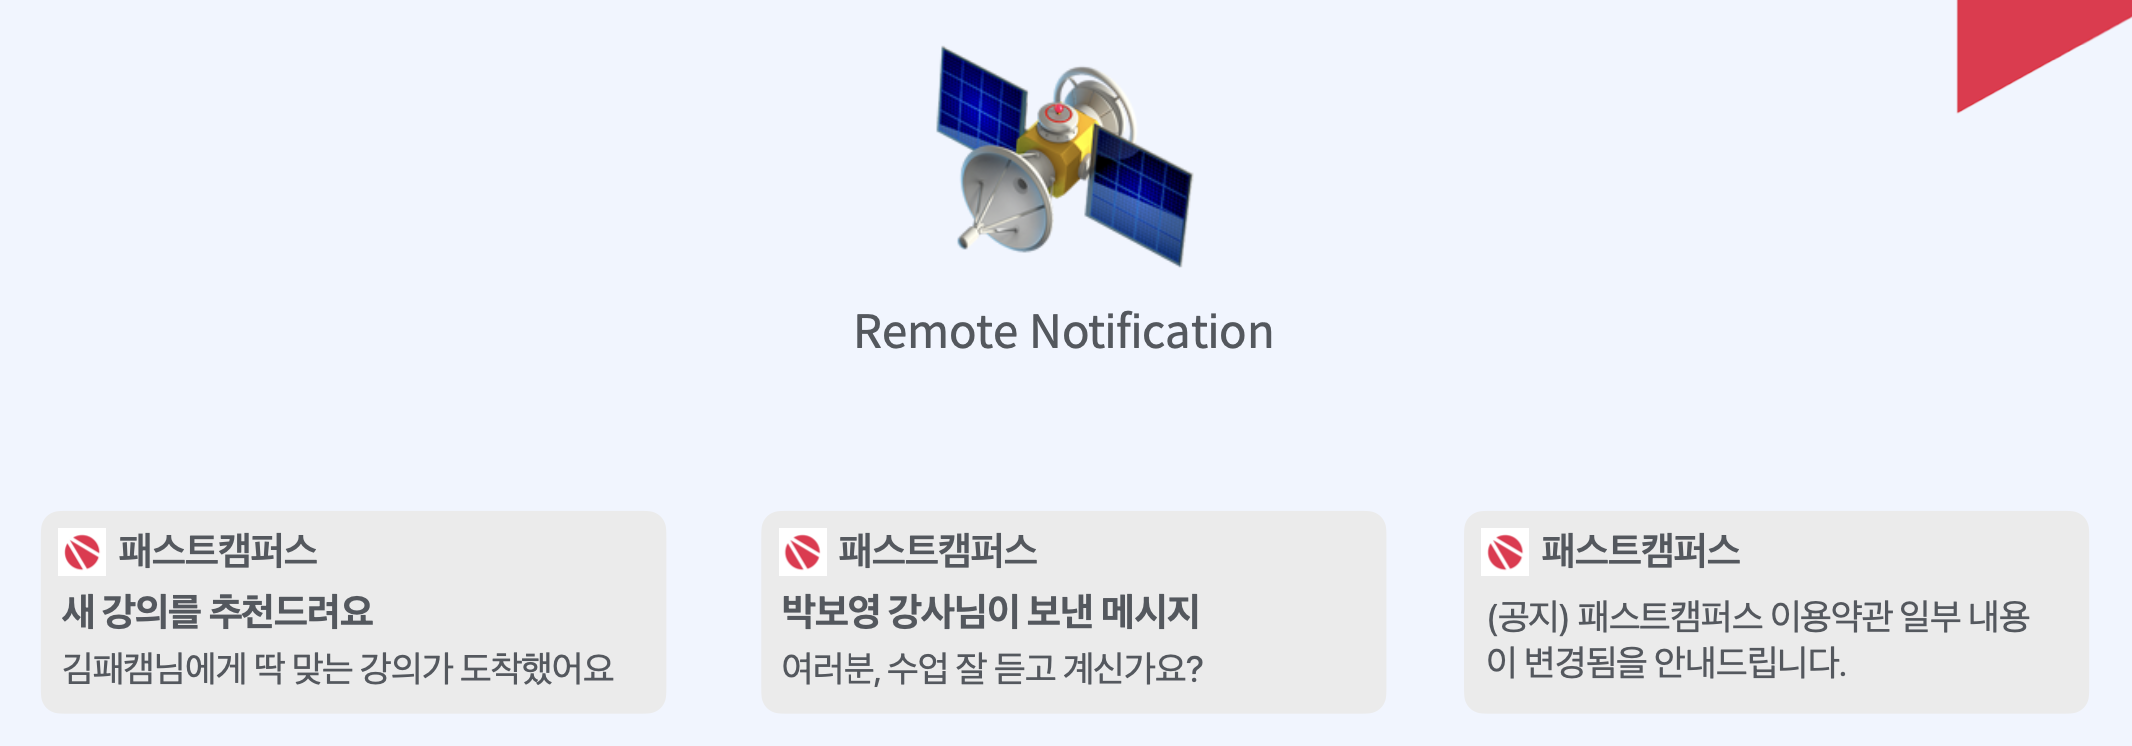 Remote Notification
패스트캠퍼스
새 강의를 추천드려요
김패캠님에게 딱 맞는 강의가 도착했어요
패스트캠퍼스
박보영 강사님이 보낸 메시지
여러분, 수업 잘 듣고 계신가요?
패스트캠퍼스
(공지) 패스트캠퍼스 이용약관 일부 내용
이 변경됨을 안내드립니다.